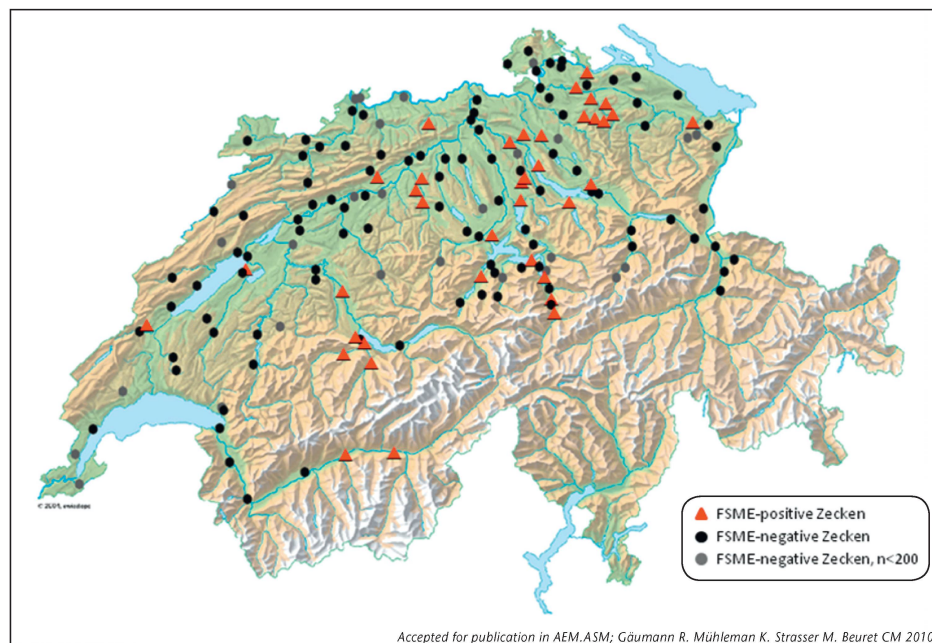 © 2004, swisstopo
FSME-positive Zecken
FSME-negative Zecken
FSME-negative Zecken, n<200
Accepted for publication in AEM.ASM; Gäumann R. Mühleman K. Strasser M. Beuret CM 2010